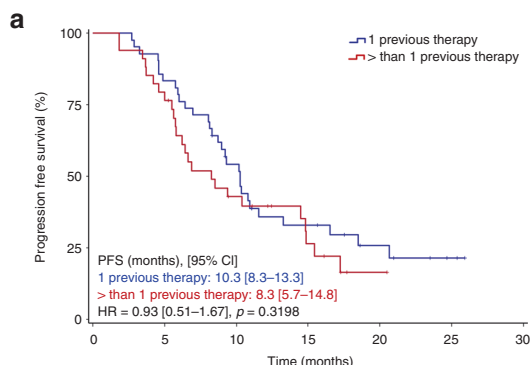 a
100
75
50
25
0
Progression free survival (%)
1 previous therapy
> than 1 previous therapy
PFS (months), [95% CI]
1 previous therapy: 10.3 [8.3–13.3]
> than 1 previous therapy: 8.3 [5.7–14.8]
HR = 0.93 [0.51–1.67], p = 0.3198
0 5 10 15 20 25 30
Time (months)